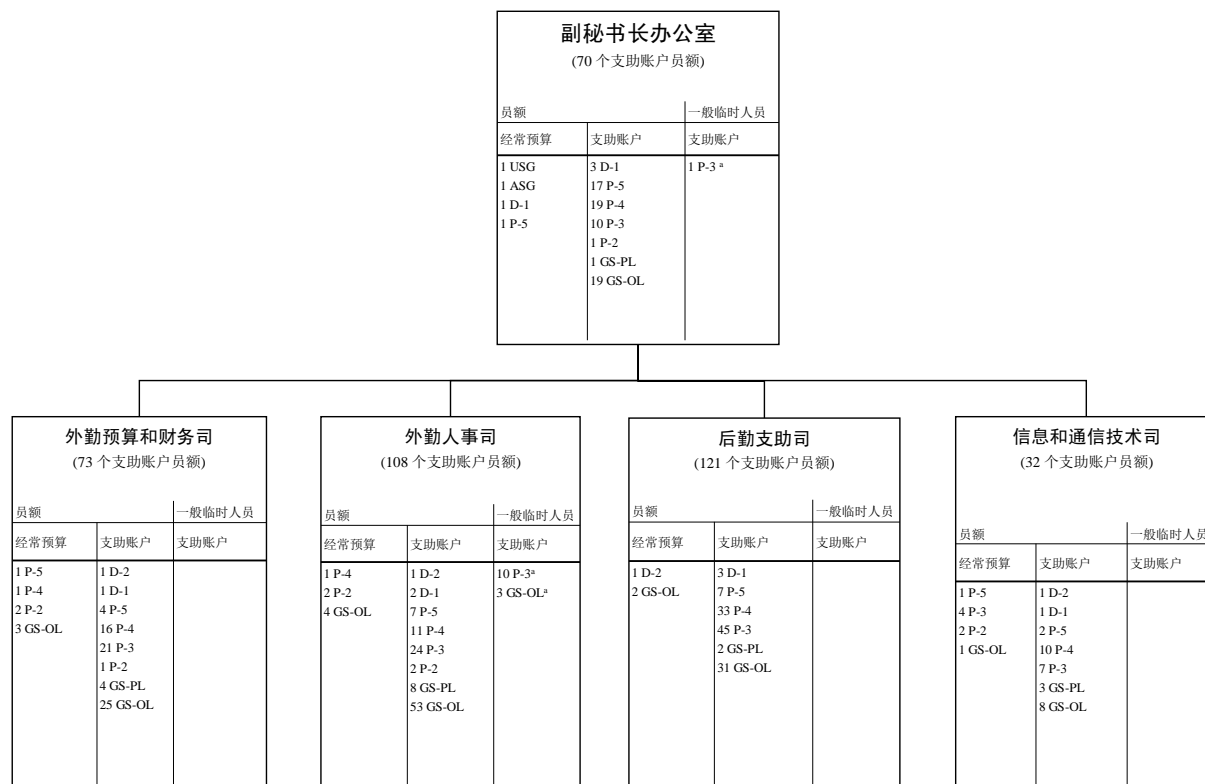 副秘书长办公室
(70 个支助账户员额)
员额 一般临时人员
经常预算 支助账户 支助账户
1 USG 3 D-1 1 P-3 ᵃ
1 ASG 17 P-5
1 D-1 19 P-4
1 P-5 10 P-3
1 P-2
1 GS-PL
19 GS-OL
外勤预算和财务司
(73 个支助账户员额)
员额 一般临时人员
经常预算 支助账户 支助账户
1 P-5 1 D-2
1 P-4 1 D-1
2 P-2 4 P-5
3 GS-OL 16 P-4
21 P-3
1 P-2
4 GS-PL
25 GS-OL
外勤人事司
(108 个支助账户员额)
员额 一般临时人员
经常预算 支助账户 支助账户
1 P-4 1 D-2 10 P-3ᵃ
2 P-2 2 D-1 3 GS-OLᵃ
4 GS-OL 7 P-5
11 P-4
24 P-3
2 P-2
8 GS-PL
53 GS-OL
后勤支助司
(121 个支助账户员额)
员额 一般临时人员
经常预算 支助账户 支助账户
1 D-2 3 D-1
2 GS-OL 7 P-5
33 P-4
45 P-3
2 GS-PL
31 GS-OL
信息和通信技术司
(32 个支助账户员额)
员额 一般临时人员
经常预算 支助账户 支助账户
1 P-5 1 D-2
4 P-3 1 D-1
2 P-2 2 P-5
1 GS-OL 10 P-4
7 P-3
3 GS-PL
8 GS-OL